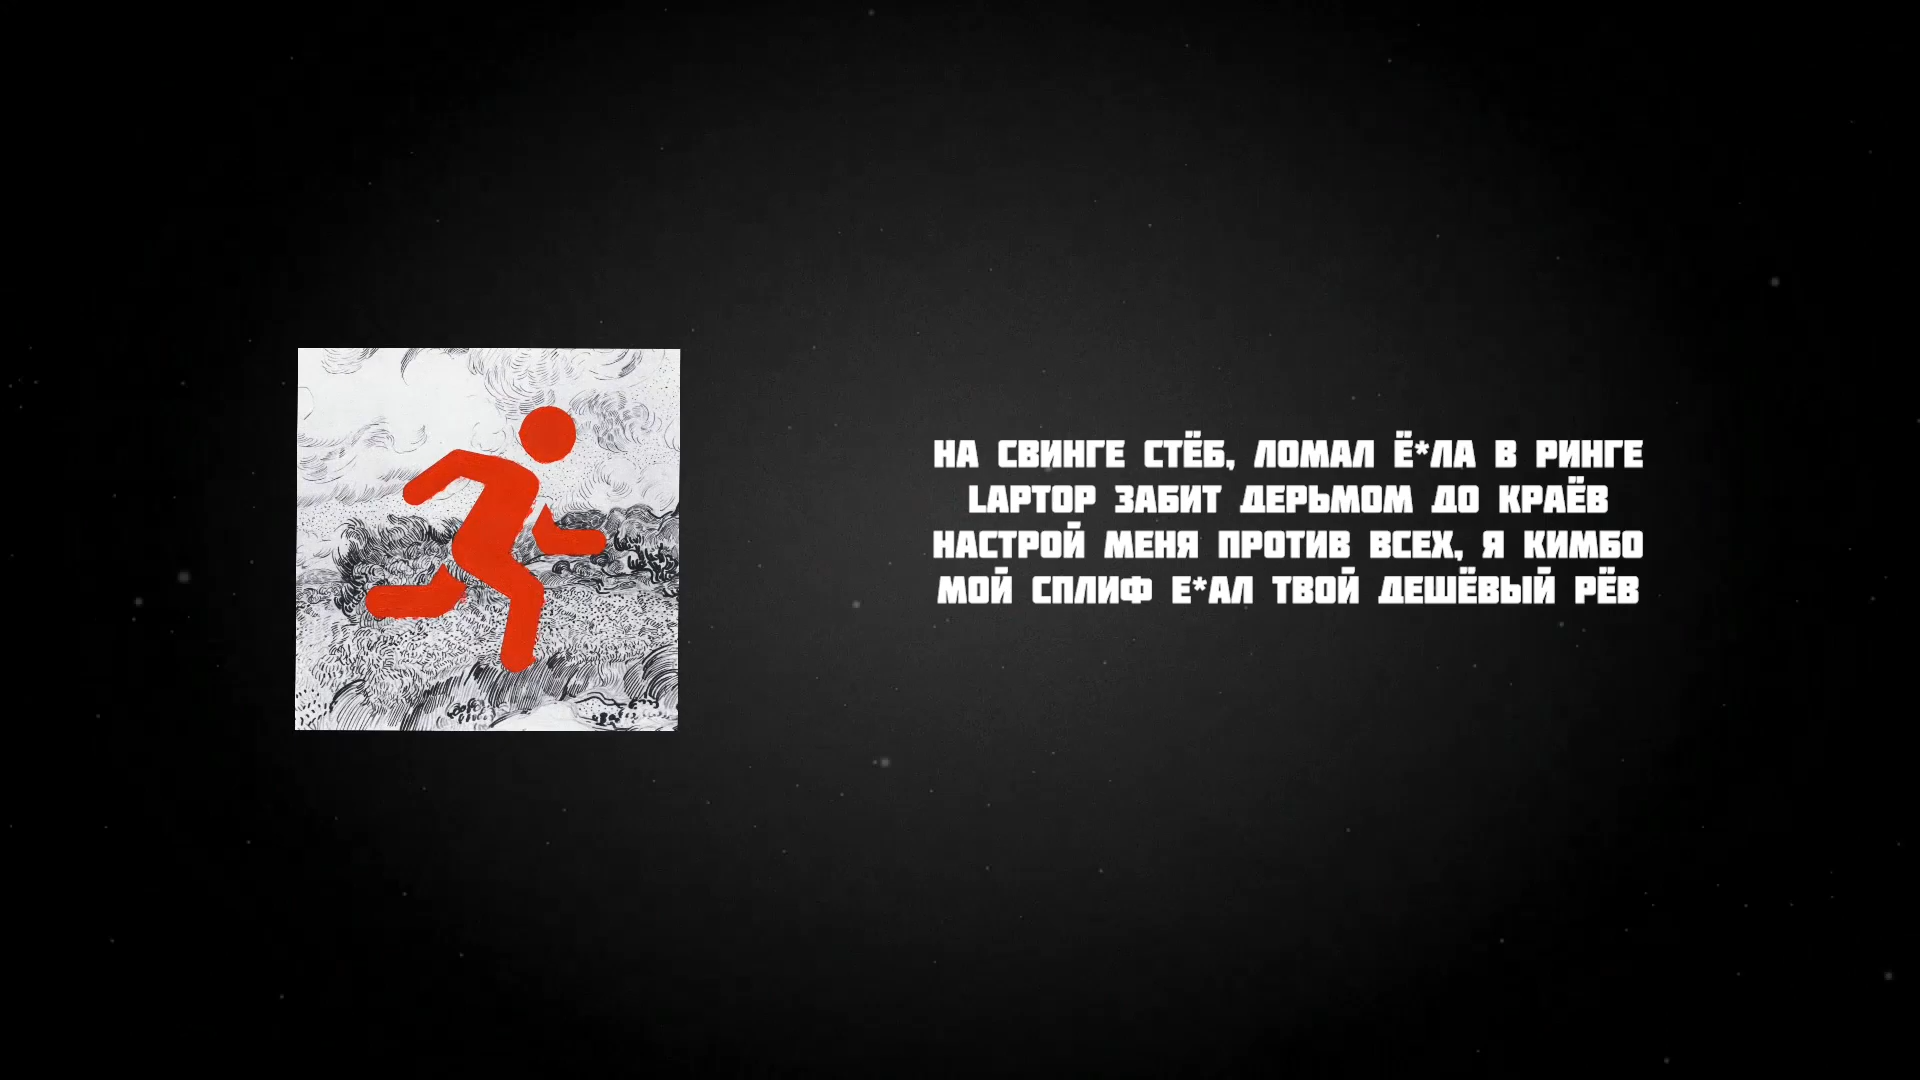 НА СВИНГЕ СТЁБ, ЛОМАЛ Ё*ЛА В РИНГЕ
LAPTOP ЗАБИТ ДЕРЬМОМ ДО КРАЁВ
НАСТРОЙ МЕНЯ ПРОТИВ ВСЕХ, Я КИМБО
МОЙ СПЛИФ Е*АЛ ТВОЙ ДЕШЁВЫЙ РЁВ